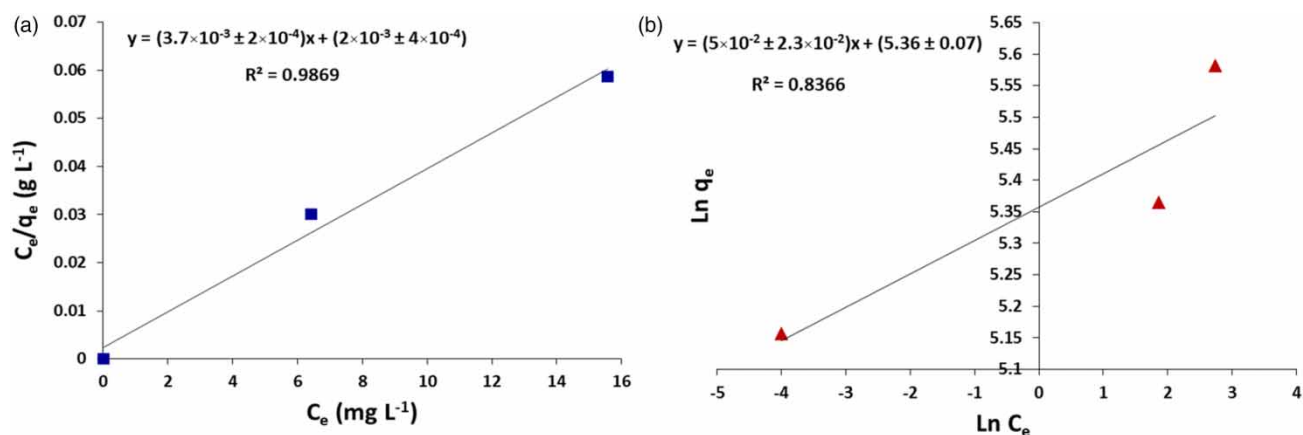 (a)
y = (3.7×10⁻³ ± 2×10⁻⁴)x + (2×10⁻³ ± 4×10⁻⁴)
R² = 0.9869
0.07
0.06
0.05
0.04
0.03
0.02
0.01
0
Cₑ/qₑ (g L⁻¹)
0 2 4 6 8 10 12 14 16
Cₑ (mg L⁻¹)
(b)
y = (5×10⁻² ± 2.3×10⁻²)x + (5.36 ± 0.07)
R² = 0.8366
5.65
5.6
5.55
5.5
5.45
5.4
5.35
5.3
5.25
5.2
5.15
5.1
Ln qₑ
-5 -4 -3 -2 -1 0 1 2 3 4
Ln Cₑ